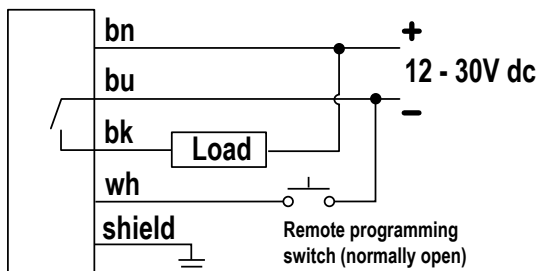 bn
+
12 - 30V dc
bu
−
bk
Load
wh
shield
Remote programming
switch (normally open)